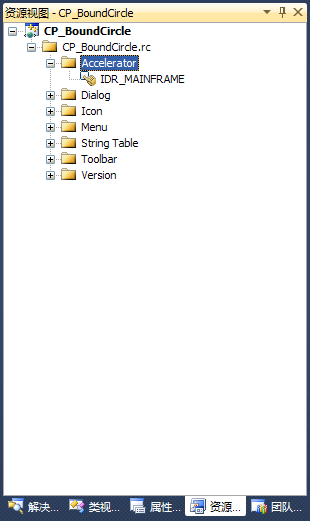 资源视图 - CP_BoundCircle
CP_BoundCircle
CP_BoundCircle.rc
Accelerator
IDR_MAINFRAME
Dialog
Icon
Menu
String Table
Toolbar
Version
解决... 类视... 属性... 资源... 团队...